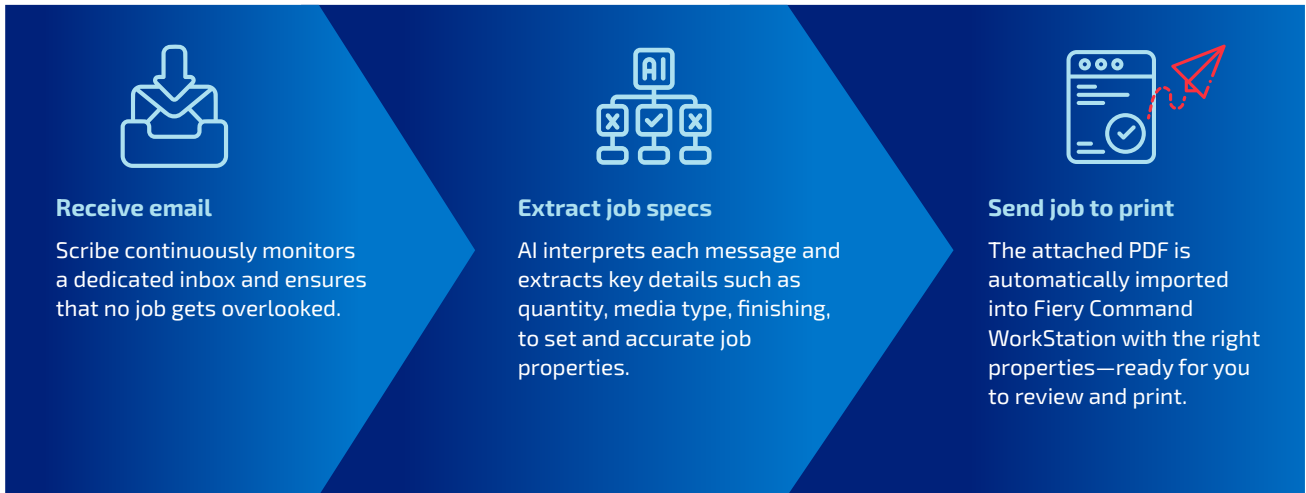 Receive email
Scribe continuously monitors
a dedicated inbox and ensures
that no job gets overlooked.
AI
Extract job specs
AI interprets each message and
extracts key details such as
quantity, media type, finishing,
to set and accurate job
properties.
Send job to print
The attached PDF is
automatically imported
into Fiery Command
WorkStation with the right
properties—ready for you
to review and print.